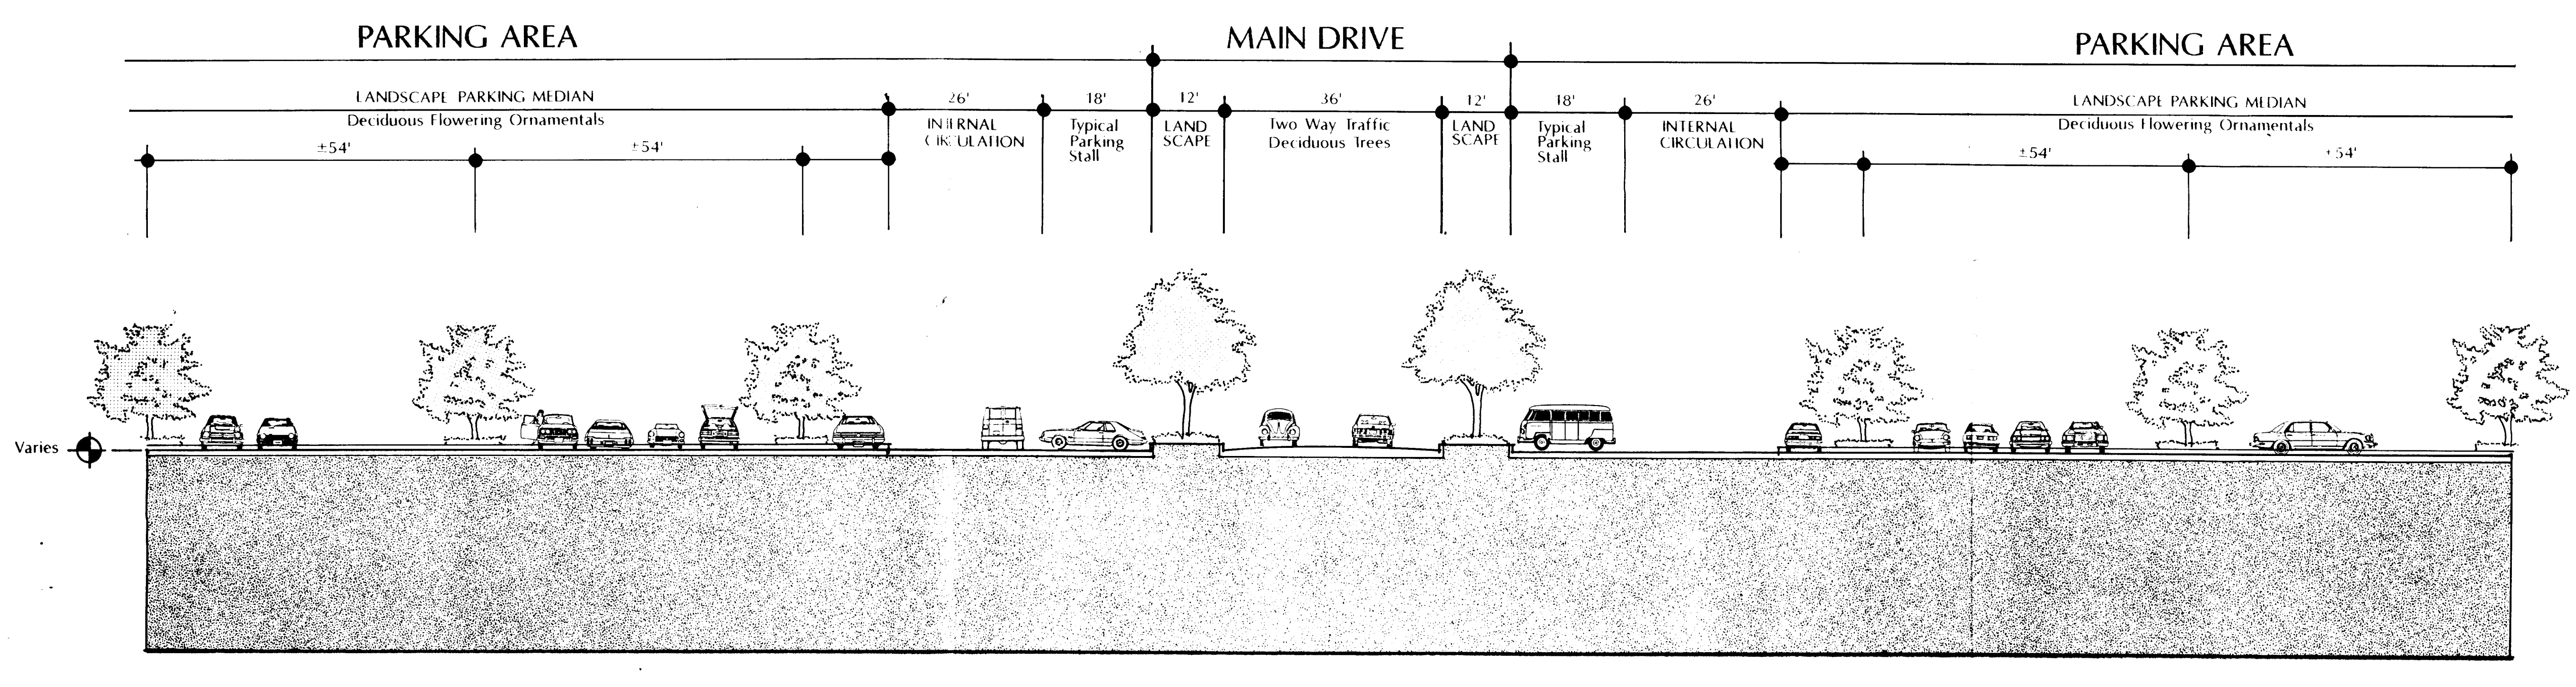 PARKING AREA
MAIN DRIVE
PARKING AREA
LANDSCAPE PARKING MEDIAN
Deciduous Flowering Ornamentals
±54'
±54'
26'
INTERNAL
CIRCULATION
18'
Typical
Parking
Stall
12'
LAND
SCAPE
36'
Two Way Traffic
Deciduous Trees
12'
LAND
SCAPE
18'
Typical
Parking
Stall
26'
INTERNAL
CIRCULATION
LANDSCAPE PARKING MEDIAN
Deciduous Flowering Ornamentals
±54'
±54'
Varies